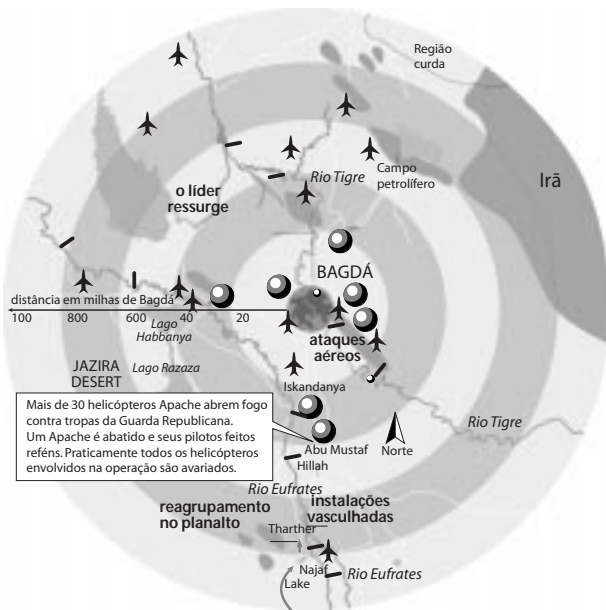 Região
curda
Campo
petrolífero
Rio Tigre
Irã
o líder
ressurge
BAGDÁ
distância em milhas de Bagdá
100 800 600 40 20
Lago
Habbanya
ataques
aéreos
JAZIRA
DESERT
Lago Razaza
Iskandanya
Mais de 30 helicópteros Apache abrem fogo
contra tropas da Guarda Republicana.
Um Apache é abatido e seus pilotos feitos
reféns. Praticamente todos os helicópteros
envolvidos na operação são avariados.
Rio Tigre
Norte
Abu Mustaf
Hillah
Rio Eufrates
reagrupamento
no planalto
instalações
vasculhadas
Tharther
Najaf
Lake
Rio Eufrates